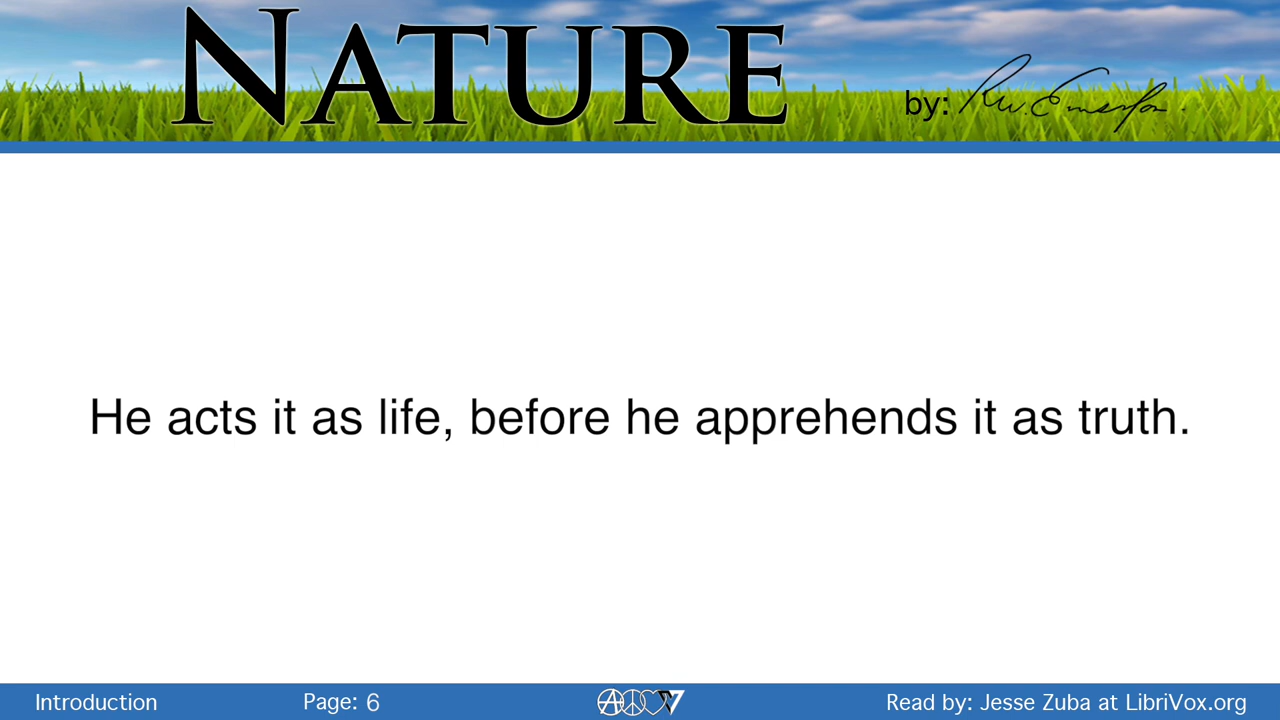 NATURE
by: R.W. Emerson.
He acts it as life, before he apprehends it as truth.
Introduction
Page: 6
Read by: Jesse Zuba at LibriVox.org